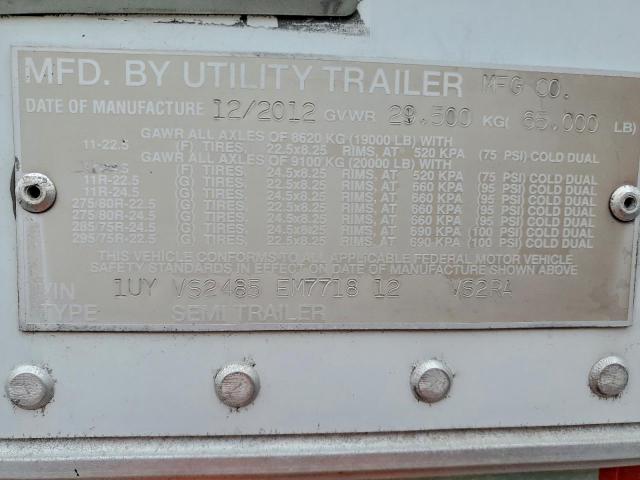 MFD. BY UTILITY TRAILER MFG CO.
DATE OF MANUFACTURE 12/2012 GVWR 29.500 KG( 65.000 LB)
GAWR ALL AXLES OF 8620 KG (19000 LB) WITH
11-22.5 (F) TIRES, 22.5x8.25 RIMS, AT 520 KPA (75 PSI) COLD DUAL
GAWR ALL AXLES OF 9100 KG (20000 LB) WITH
(F) TIRES, 24.5x8.25 RIMS, AT 520 KPA (75 PSI) COLD DUAL
11R-22.5 (G) TIRES, 22.5x8.25 RIMS, AT 660 KPA (95 PSI) COLD DUAL
11R-24.5 (G) TIRES, 24.5x8.25 RIMS, AT 660 KPA (95 PSI) COLD DUAL
275/80R-22.5 (G) TIRES, 22.5x8.25 RIMS, AT 660 KPA (95 PSI) COLD DUAL
275/80R-24.5 (G) TIRES, 24.5x8.25 RIMS, AT 660 KPA (95 PSI) COLD DUAL
285/75R-24.5 (G) TIRES, 24.5x8.25 RIMS, AT 690 KPA (100 PSI) COLD DUAL
295/75R-22.5 (G) TIRES, 22.5x8.25 RIMS, AT 690 KPA (100 PSI) COLD DUAL
THIS VEHICLE CONFORMS TO ALL APPLICABLE FEDERAL MOTOR VEHICLE
SAFETY STANDARDS IN EFFECT ON DATE OF MANUFACTURE SHOWN ABOVE
VIN 1UY VS2485 EM7718 12 VS2RA
TYPE SEMI TRAILER